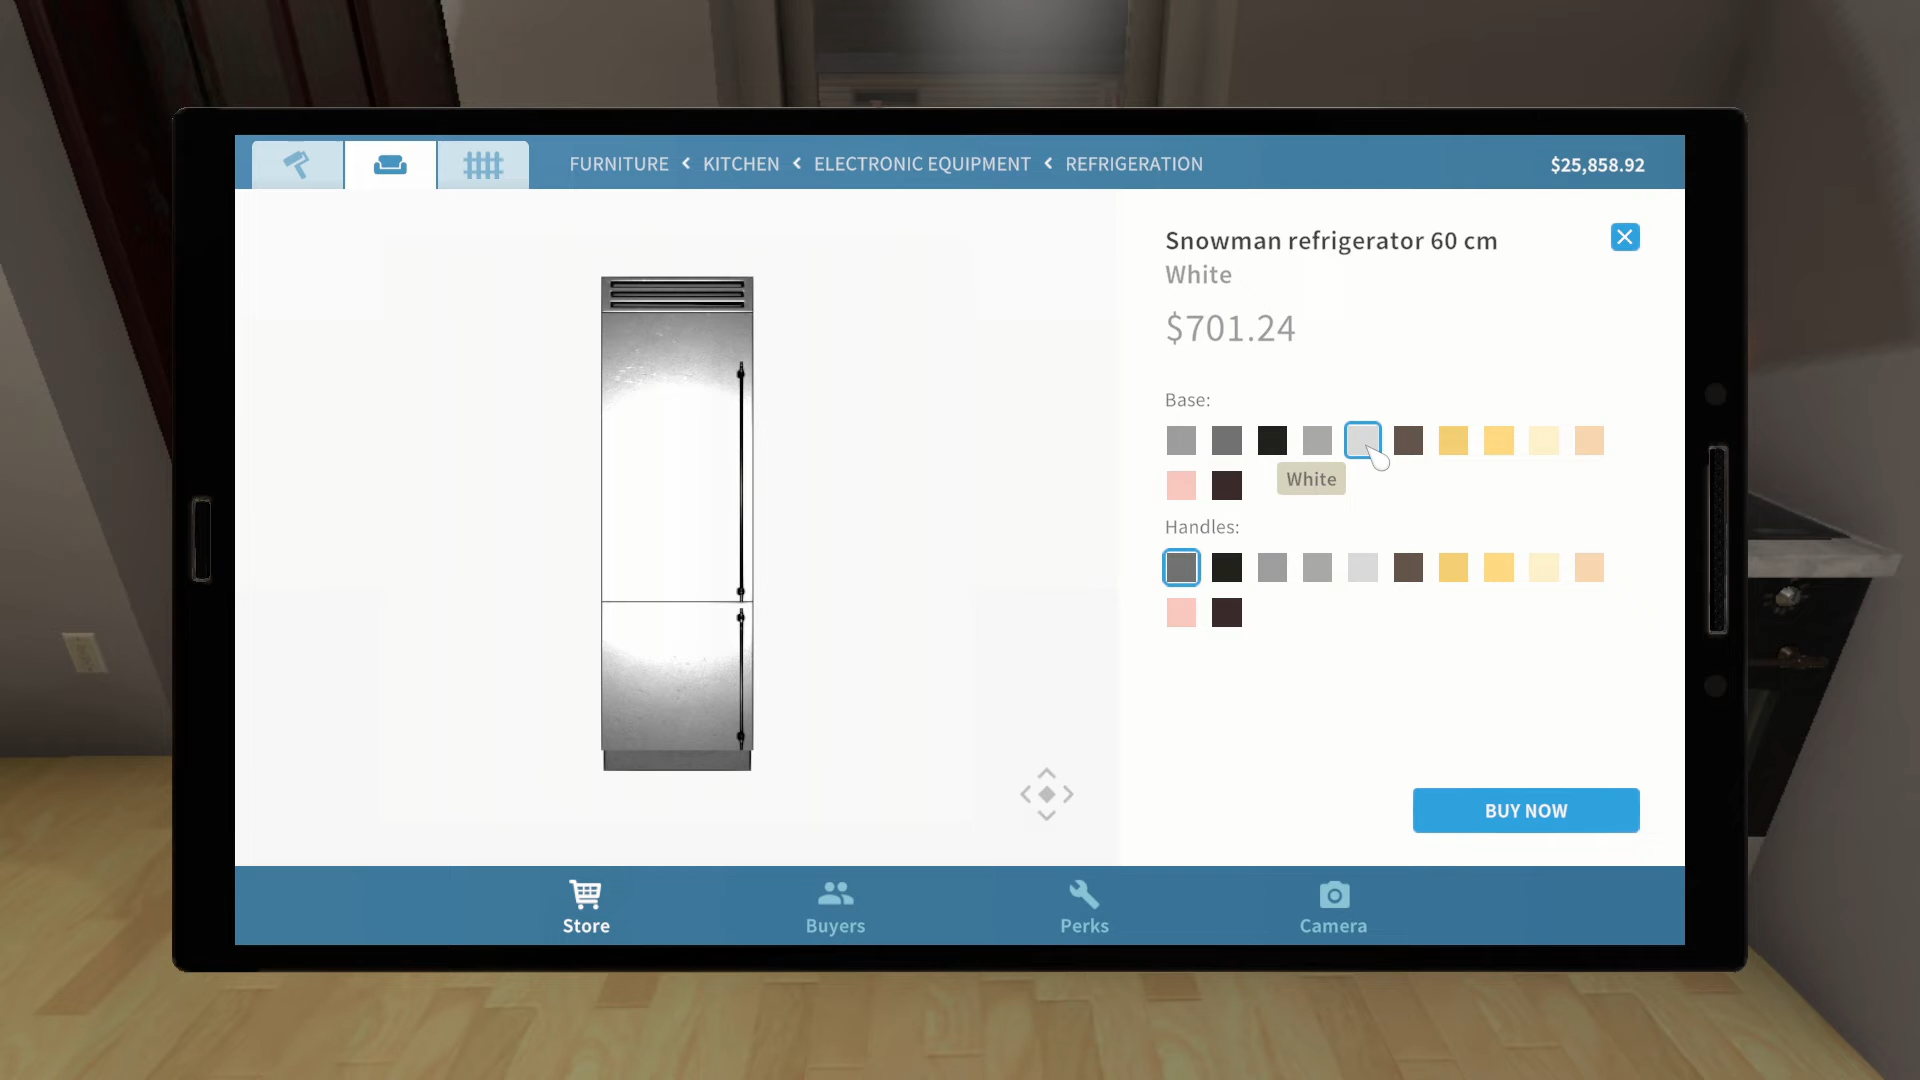 FURNITURE < KITCHEN < ELECTRONIC EQUIPMENT < REFRIGERATION
$25,858.92
Snowman refrigerator 60 cm
White
$701.24
Base:
White
Handles:
BUY NOW
Store
Buyers
Perks
Camera